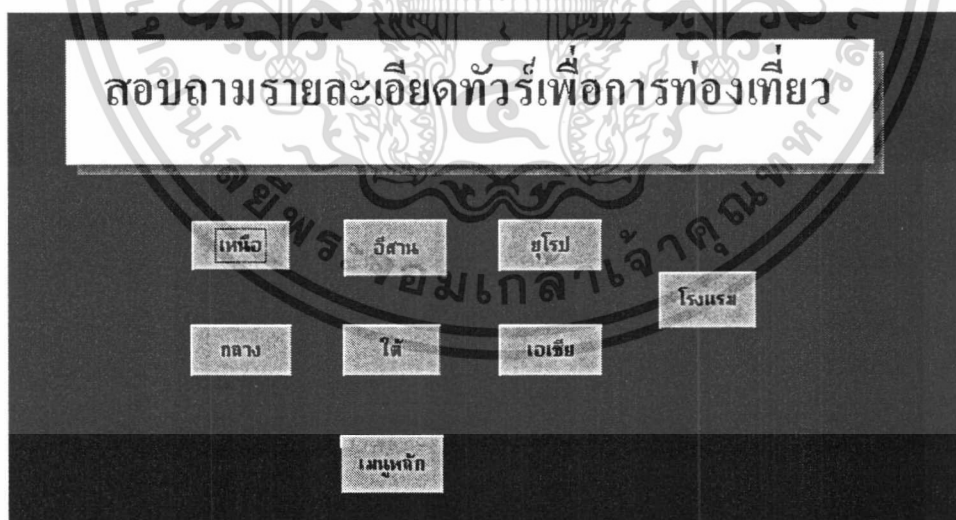 สอบถามรายละเอียดทัวร์เพื่อการท่องเที่ยว
เหนือ อีสาน ยุโรป
โรงแรม
กลาง ใต้ เอเชีย
เมนูหลัก